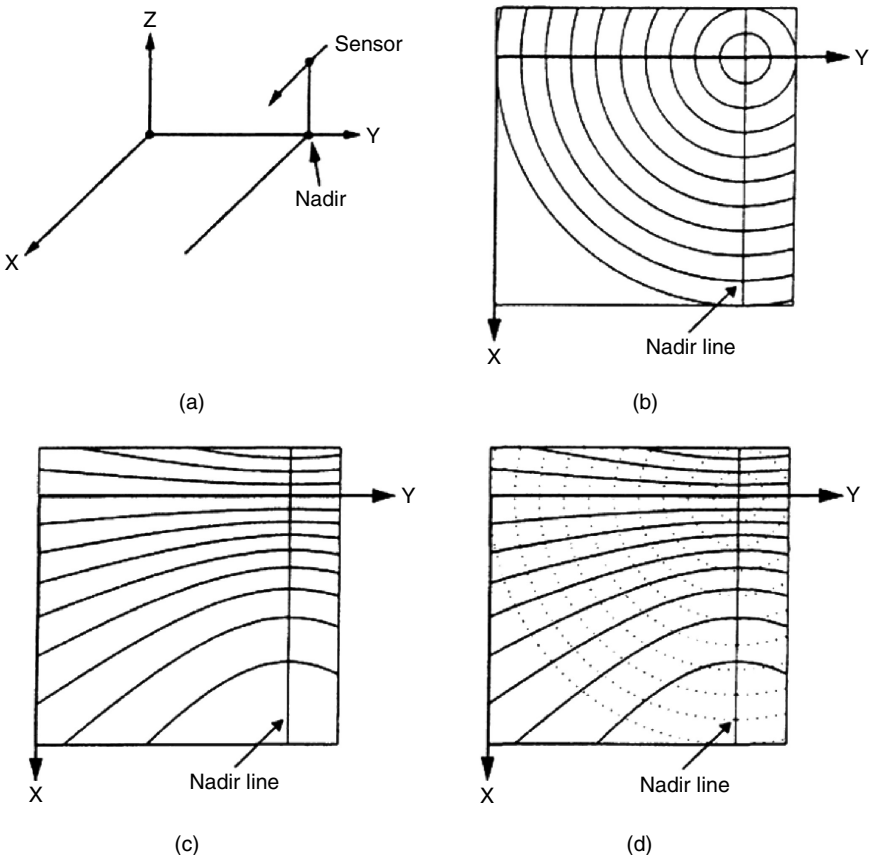 Z
Sensor
Y
Nadir
X
(a)
Y
Nadir line
X
(b)
Y
Nadir line
X
(c)
Y
Nadir line
X
(d)